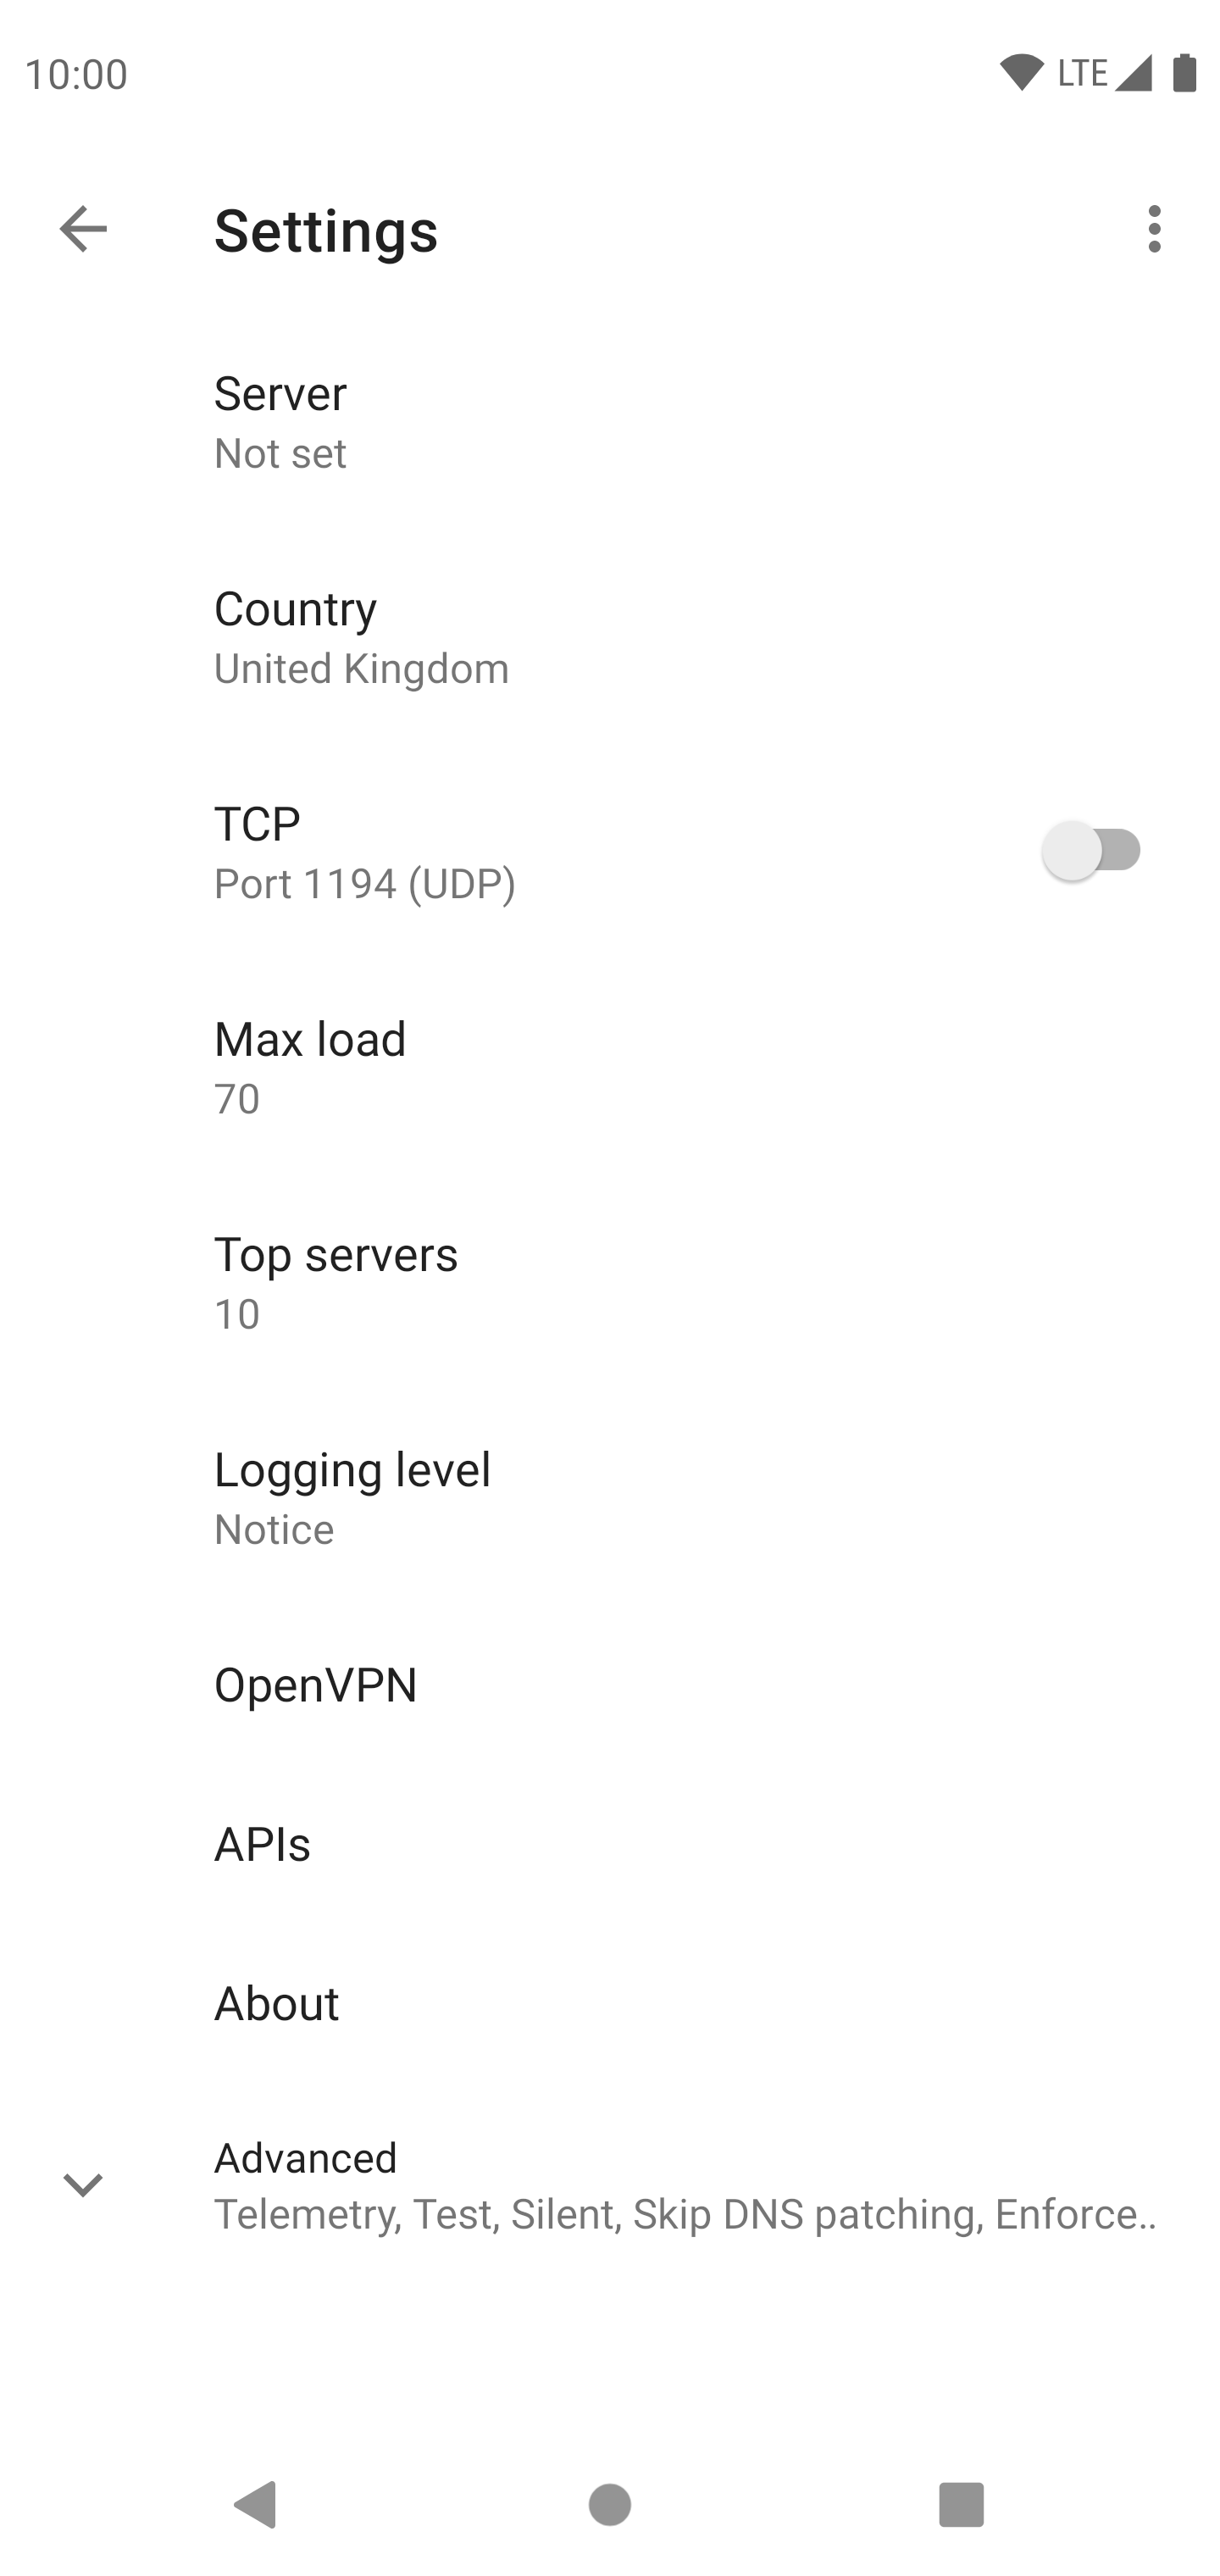 10:00
LTE
Settings
Server
Not set
Country
United Kingdom
TCP
Port 1194 (UDP)
Max load
70
Top servers
10
Logging level
Notice
OpenVPN
APIs
About
Advanced
Telemetry, Test, Silent, Skip DNS patching, Enforce..